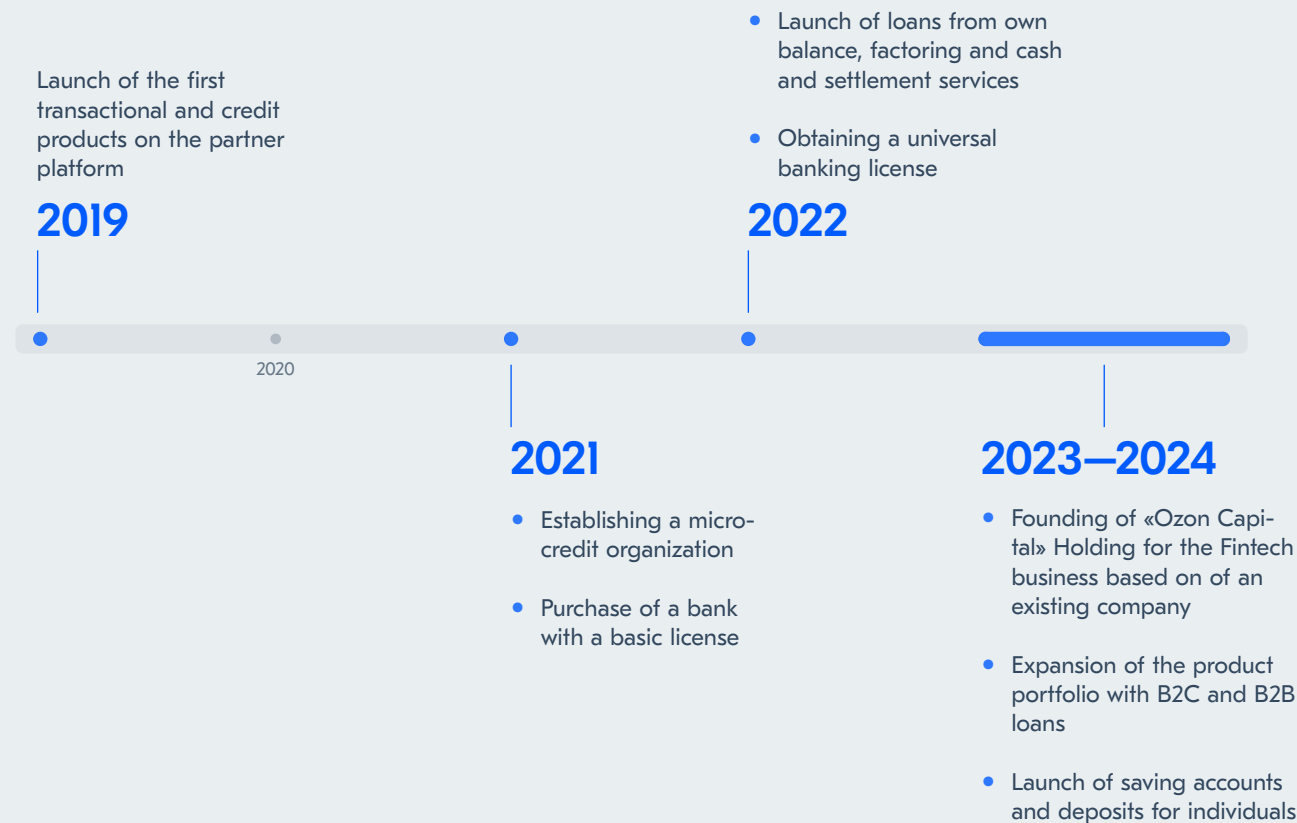 Launch of the first
transactional and credit
products on the partner
platform
2019
2020
2021
Establishing a micro-
credit organization
Purchase of a bank
with a basic license
Launch of loans from own
balance, factoring and cash
and settlement services
Obtaining a universal
banking license
2022
2023—2024
Founding of «Ozon Capi-
tal» Holding for the Fintech
business based on of an
existing company
Expansion of the product
portfolio with B2C and B2B
loans
Launch of saving accounts
and deposits for individuals